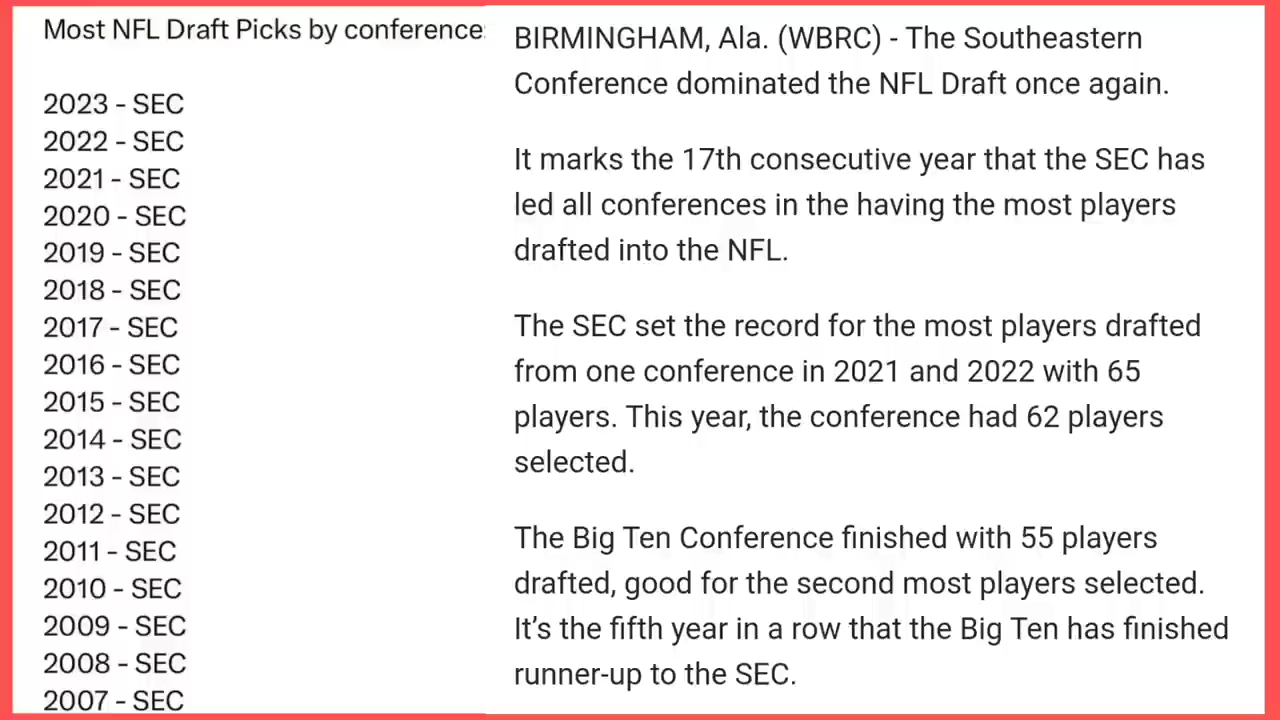 Most NFL Draft Picks by conference:
2023 - SEC
2022 - SEC
2021 - SEC
2020 - SEC
2019 - SEC
2018 - SEC
2017 - SEC
2016 - SEC
2015 - SEC
2014 - SEC
2013 - SEC
2012 - SEC
2011 - SEC
2010 - SEC
2009 - SEC
2008 - SEC
2007 - SEC
BIRMINGHAM, Ala. (WBRC) - The Southeastern
Conference dominated the NFL Draft once again.
It marks the 17th consecutive year that the SEC has
led all conferences in the having the most players
drafted into the NFL.
The SEC set the record for the most players drafted
from one conference in 2021 and 2022 with 65
players. This year, the conference had 62 players
selected.
The Big Ten Conference finished with 55 players
drafted, good for the second most players selected.
It’s the fifth year in a row that the Big Ten has finished
runner-up to the SEC.